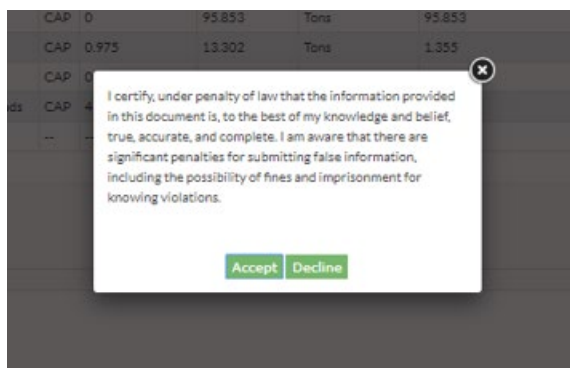 CAP 0 95.853 Tons 95.853
CAP 0.975 13.302 Tons 1.355
CAP 0
I certify, under penalty of law that the information provided
in this document is, to the best of my knowledge and belief,
true, accurate, and complete. I am aware that there are
significant penalties for submitting false information,
including the possibility of fines and imprisonment for
knowing violations.
CAP 4
-- --
Accept Decline